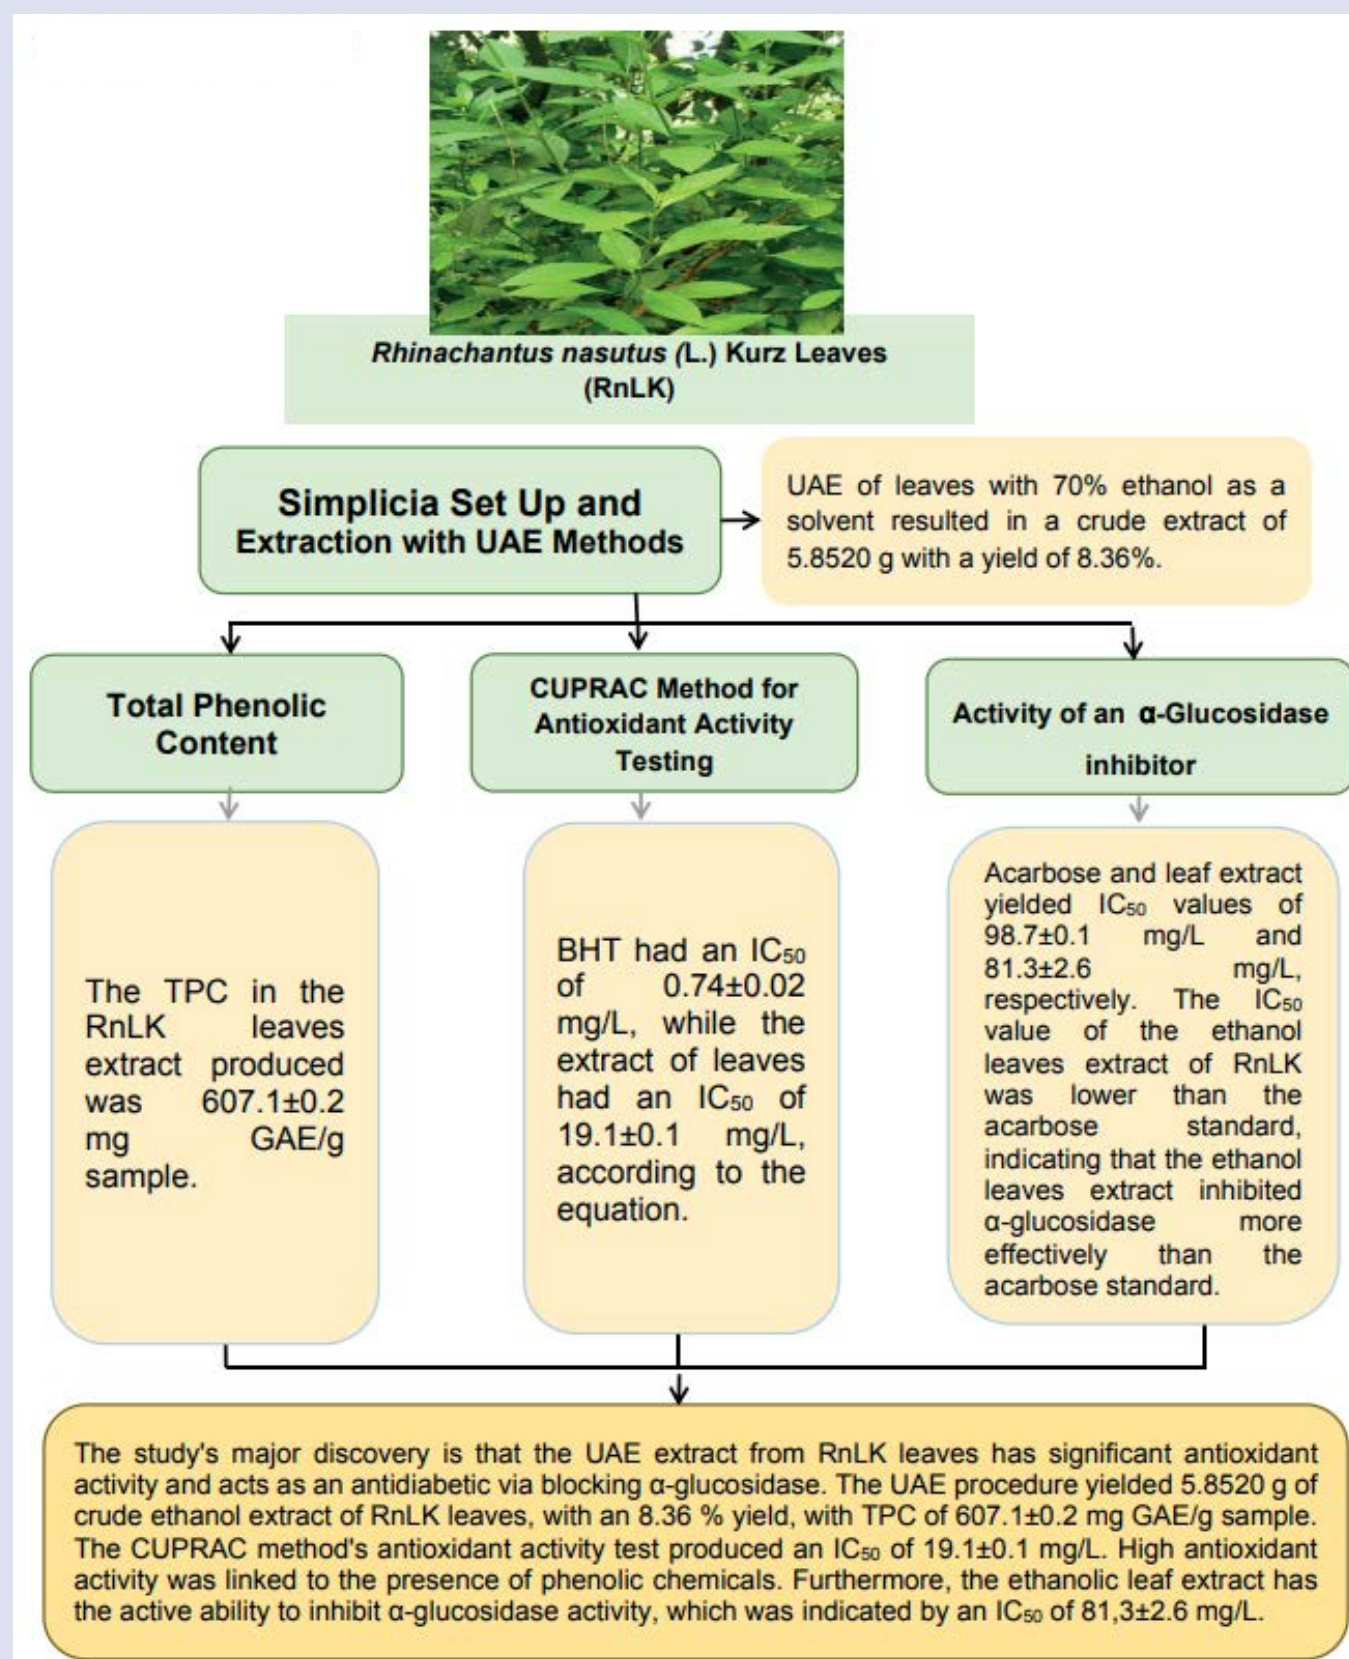 Rhinachantus nasutus (L.) Kurz Leaves
(RnLK)
Simplicia Set Up and
Extraction with UAE Methods
UAE of leaves with 70% ethanol as a
solvent resulted in a crude extract of
5.8520 g with a yield of 8.36%.
Total Phenolic
Content
CUPRAC Method for
Antioxidant Activity
Testing
Activity of an α-Glucosidase
inhibitor
The TPC in the
RnLK leaves
extract produced
was 607.1±0.2
mg GAE/g
sample.
BHT had an IC₅₀
of 0.74±0.02
mg/L, while the
extract of leaves
had an IC₅₀ of
19.1±0.1 mg/L,
according to the
equation.
Acarbose and leaf extract
yielded IC₅₀ values of
98.7±0.1 mg/L and
81.3±2.6 mg/L,
respectively. The IC₅₀
value of the ethanol
leaves extract of RnLK
was lower than the
acarbose standard,
indicating that the ethanol
leaves extract inhibited
α-glucosidase more
effectively than the
acarbose standard.
The study's major discovery is that the UAE extract from RnLK leaves has significant antioxidant
activity and acts as an antidiabetic via blocking α-glucosidase. The UAE procedure yielded 5.8520 g of
crude ethanol extract of RnLK leaves, with an 8.36 % yield, with TPC of 607.1±0.2 mg GAE/g sample.
The CUPRAC method's antioxidant activity test produced an IC₅₀ of 19.1±0.1 mg/L. High antioxidant
activity was linked to the presence of phenolic chemicals. Furthermore, the ethanolic leaf extract has
the active ability to inhibit α-glucosidase activity, which was indicated by an IC₅₀ of 81,3±2.6 mg/L.